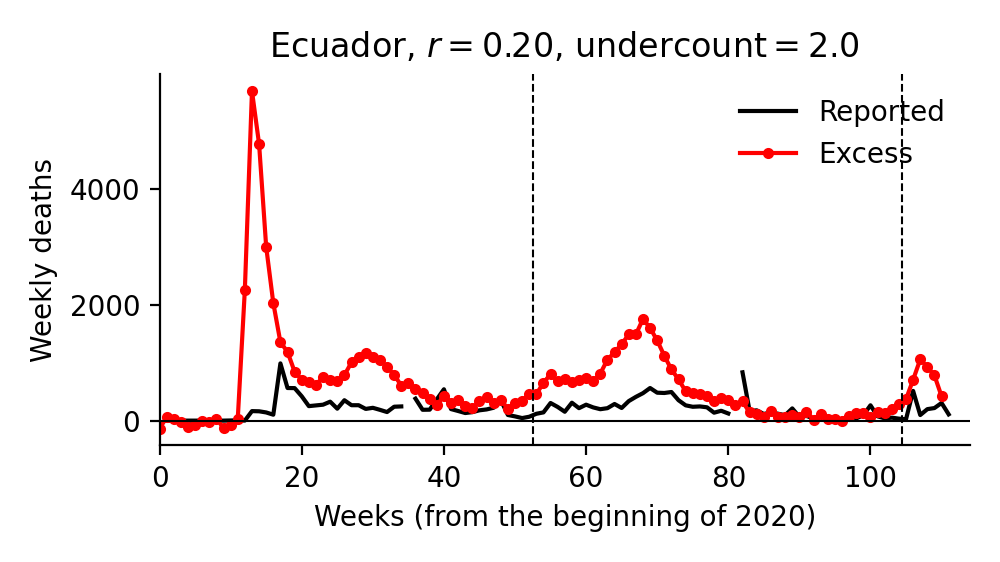 Ecuador, r = 0.20, undercount = 2.0
Reported
Excess
Weekly deaths
4000
2000
0
0 20 40 60 80 100
Weeks (from the beginning of 2020)